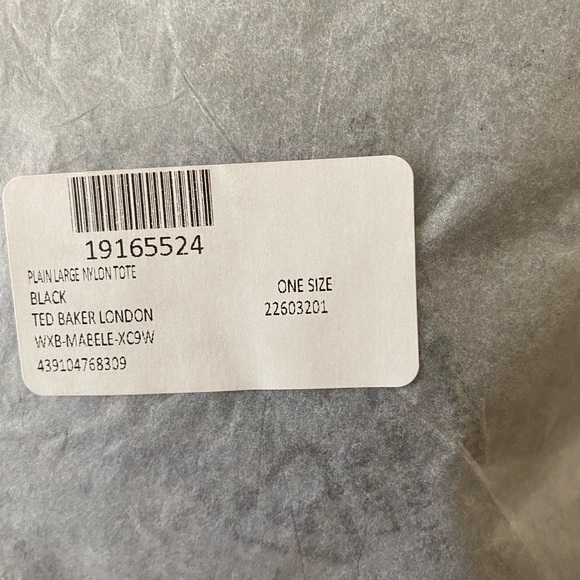 19165524
PLAIN LARGE NYLON TOTE
BLACK
ONE SIZE
TED BAKER LONDON
22603201
WXB-MABELE-XC9W
439104768309